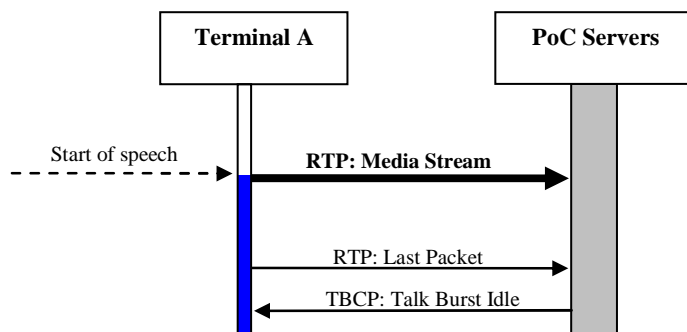 Terminal A
PoC Servers
Start of speech
RTP: Media Stream
RTP: Last Packet
TBCP: Talk Burst Idle